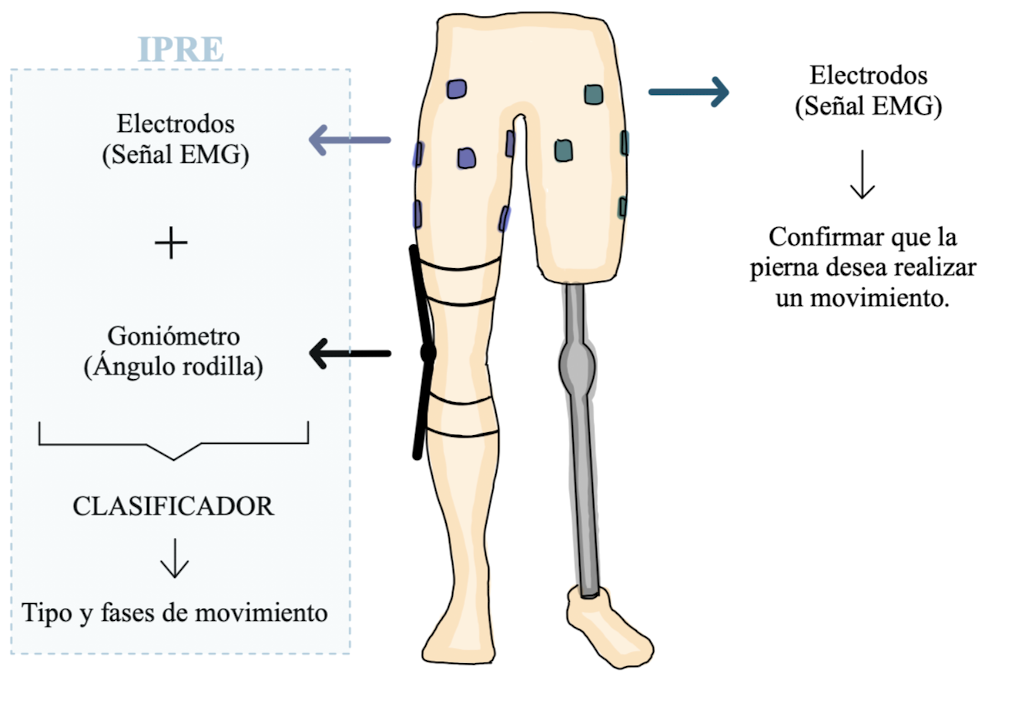 IPRE
Electrodos
(Señal EMG)
+
Goniómetro
(Ángulo rodilla)
CLASIFICADOR
Tipo y fases de movimiento
Electrodos
(Señal EMG)
Confirmar que la
pierna desea realizar
un movimiento.